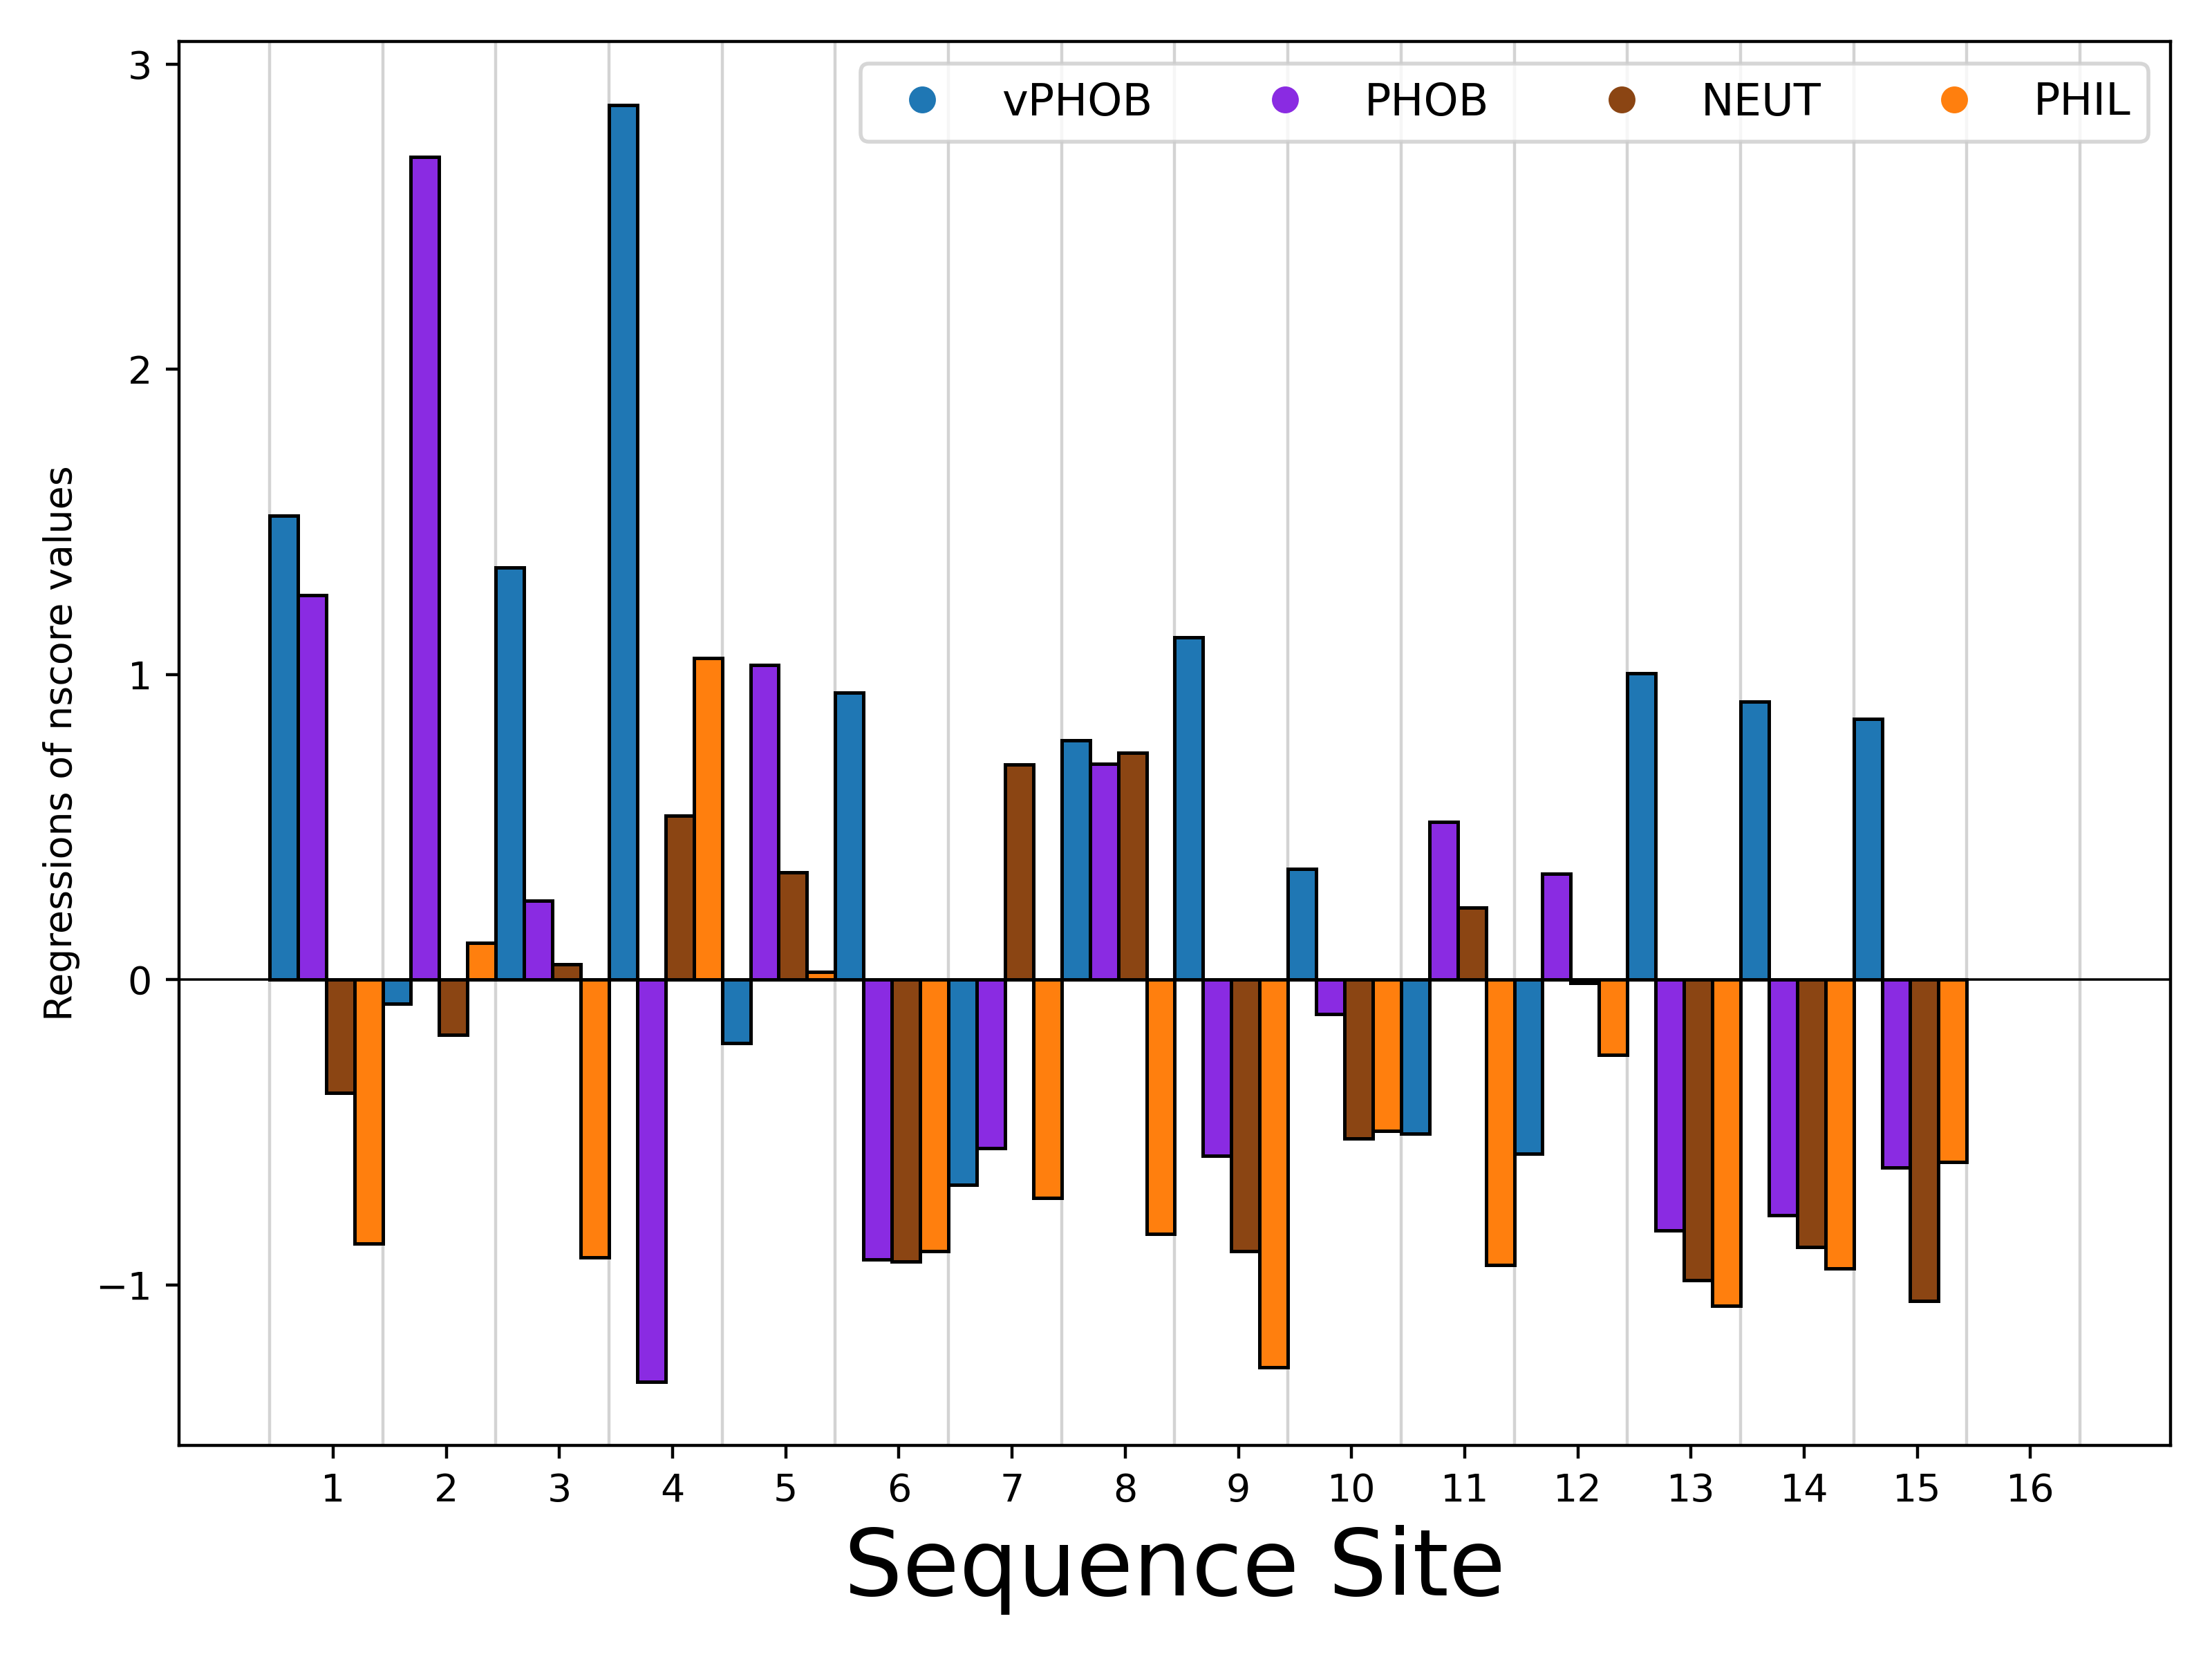 vPHOB PHOB NEUT PHIL
Regressions of nscore values
3
2
1
0
−1
1 2 3 4 5 6 7 8 9 10 11 12 13 14 15 16
Sequence Site